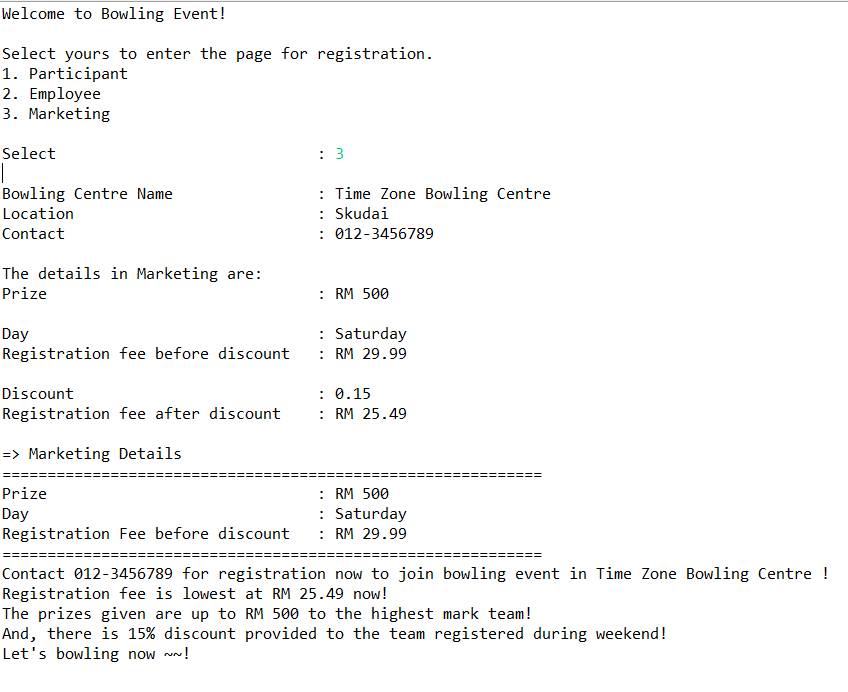 Welcome to Bowling Event!
Select yours to enter the page for registration.
1. Participant
2. Employee
3. Marketing
Select : 3
Bowling Centre Name : Time Zone Bowling Centre
Location : Skudai
Contact : 012-3456789
The details in Marketing are:
Prize : RM 500
Day : Saturday
Registration fee before discount : RM 29.99
Discount : 0.15
Registration fee after discount : RM 25.49
=> Marketing Details
============================================================
Prize : RM 500
Day : Saturday
Registration Fee before discount : RM 29.99
============================================================
Contact 012-3456789 for registration now to join bowling event in Time Zone Bowling Centre !
Registration fee is lowest at RM 25.49 now!
The prizes given are up to RM 500 to the highest mark team!
And, there is 15% discount provided to the team registered during weekend!
Let's bowling now ~~!